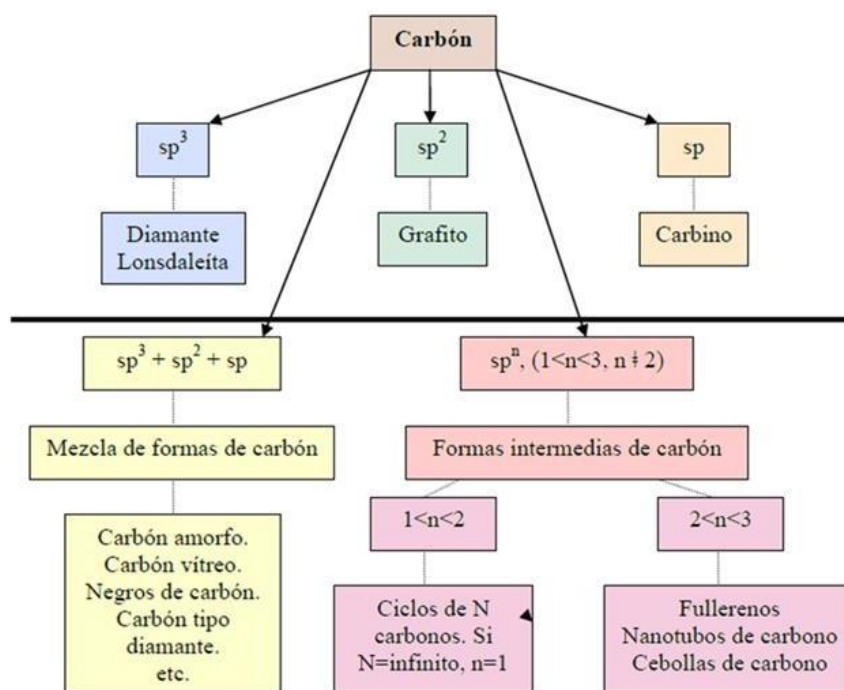 Carbón
sp³
sp²
sp
Diamante
Lonsdaleíta
Grafito
Carbino
sp³ + sp² + sp
spⁿ, (1<n<3, n ǂ 2)
Mezcla de formas de carbón
Formas intermedias de carbón
1<n<2
2<n<3
Carbón amorfo.
Carbón vítreo.
Negros de carbón.
Carbón tipo
diamante.
etc.
Ciclos de N
carbonos. Si
N=infinito, n=1
Fullerenos
Nanotubos de carbono
Cebollas de carbono